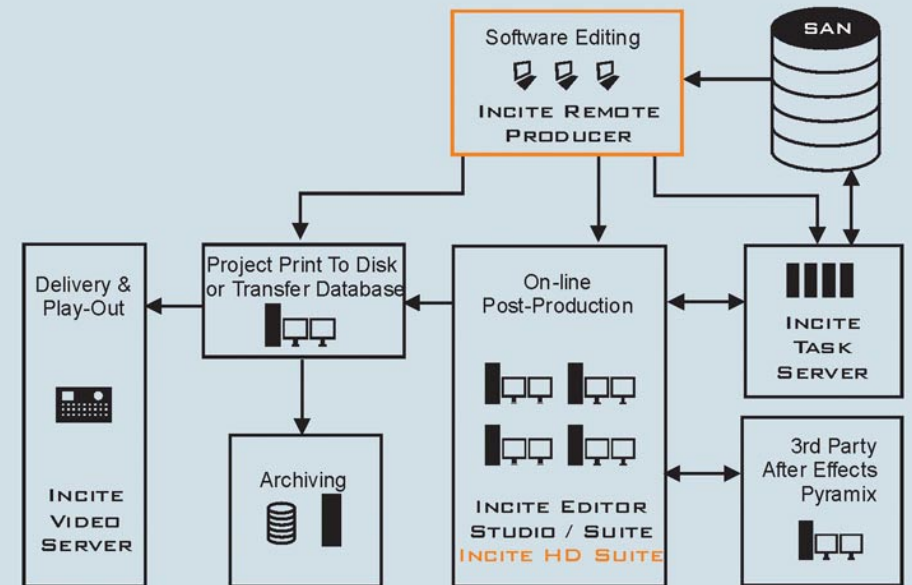 SAN
Software Editing
INCITE REMOTE
PRODUCER
Delivery &
Play-Out
INCITE
VIDEO
SERVER
Project Print To Disk
or Transfer Database
Archiving
On-line
Post-Production
INCITE EDITOR
STUDIO / SUITE
INCITE HD SUITE
INCITE
TASK
SERVER
3rd Party
After Effects
Pyramix